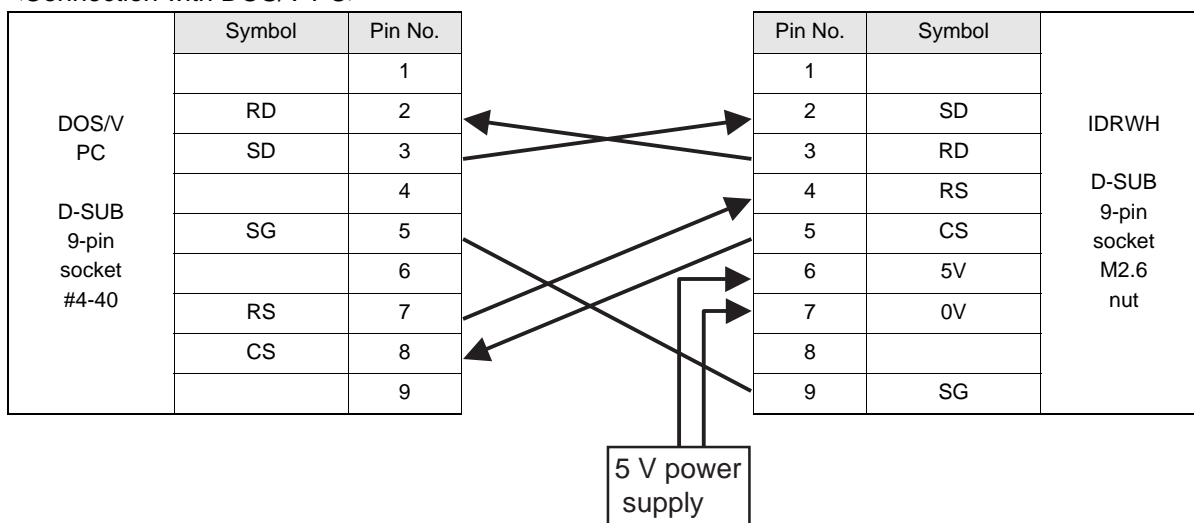 <Connection with DOS/V PC>
Symbol Pin No. Pin No. Symbol
1 1
RD 2 2 SD
SD 3 3 RD
4 4 RS
SG 5 5 CS
6 6 5V
RS 7 7 0V
CS 8 8
9 9 SG
DOS/V
PC
D-SUB
9-pin
socket
#4-40
IDRWH
D-SUB
9-pin
socket
M2.6
nut
5 V power
supply